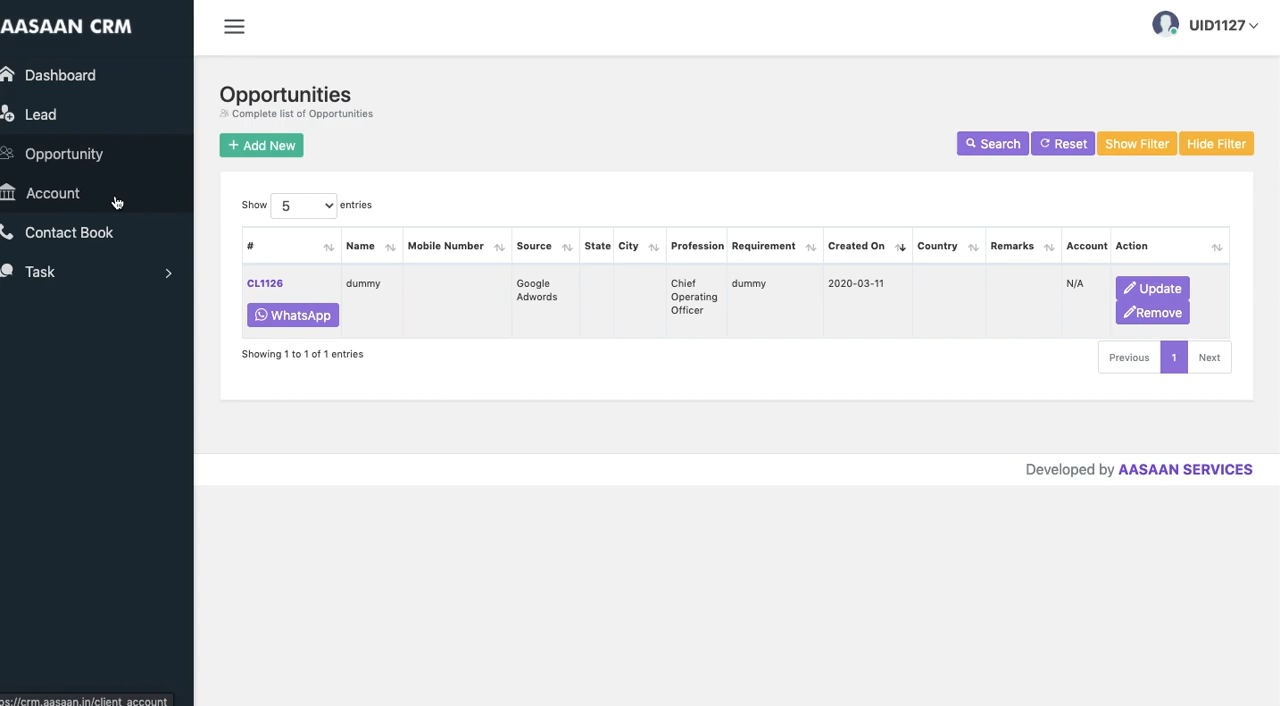 AASAAN CRM
UID1127
Dashboard
Lead
Opportunity
Account
Contact Book
Task
Opportunities
Complete list of Opportunities
+ Add New
Search Reset Show Filter Hide Filter
Show 5 entries
# Name Mobile Number Source State City Profession Requirement Created On Country Remarks Account Action
CL1126 dummy Google Adwords Chief Operating Officer dummy 2020-03-11 N/A Update
WhatsApp Remove
Showing 1 to 1 of 1 entries
Previous 1 Next
Developed by AASAAN SERVICES
ps://crm.aasaan.in/client_account